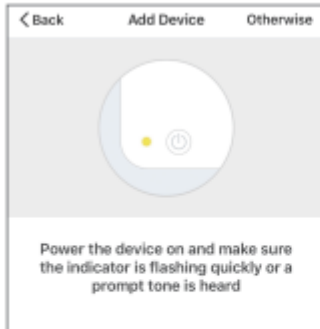 < Back Add Device Otherwise
Power the device on and make sure
the indicator is flashing quickly or a
prompt tone is heard